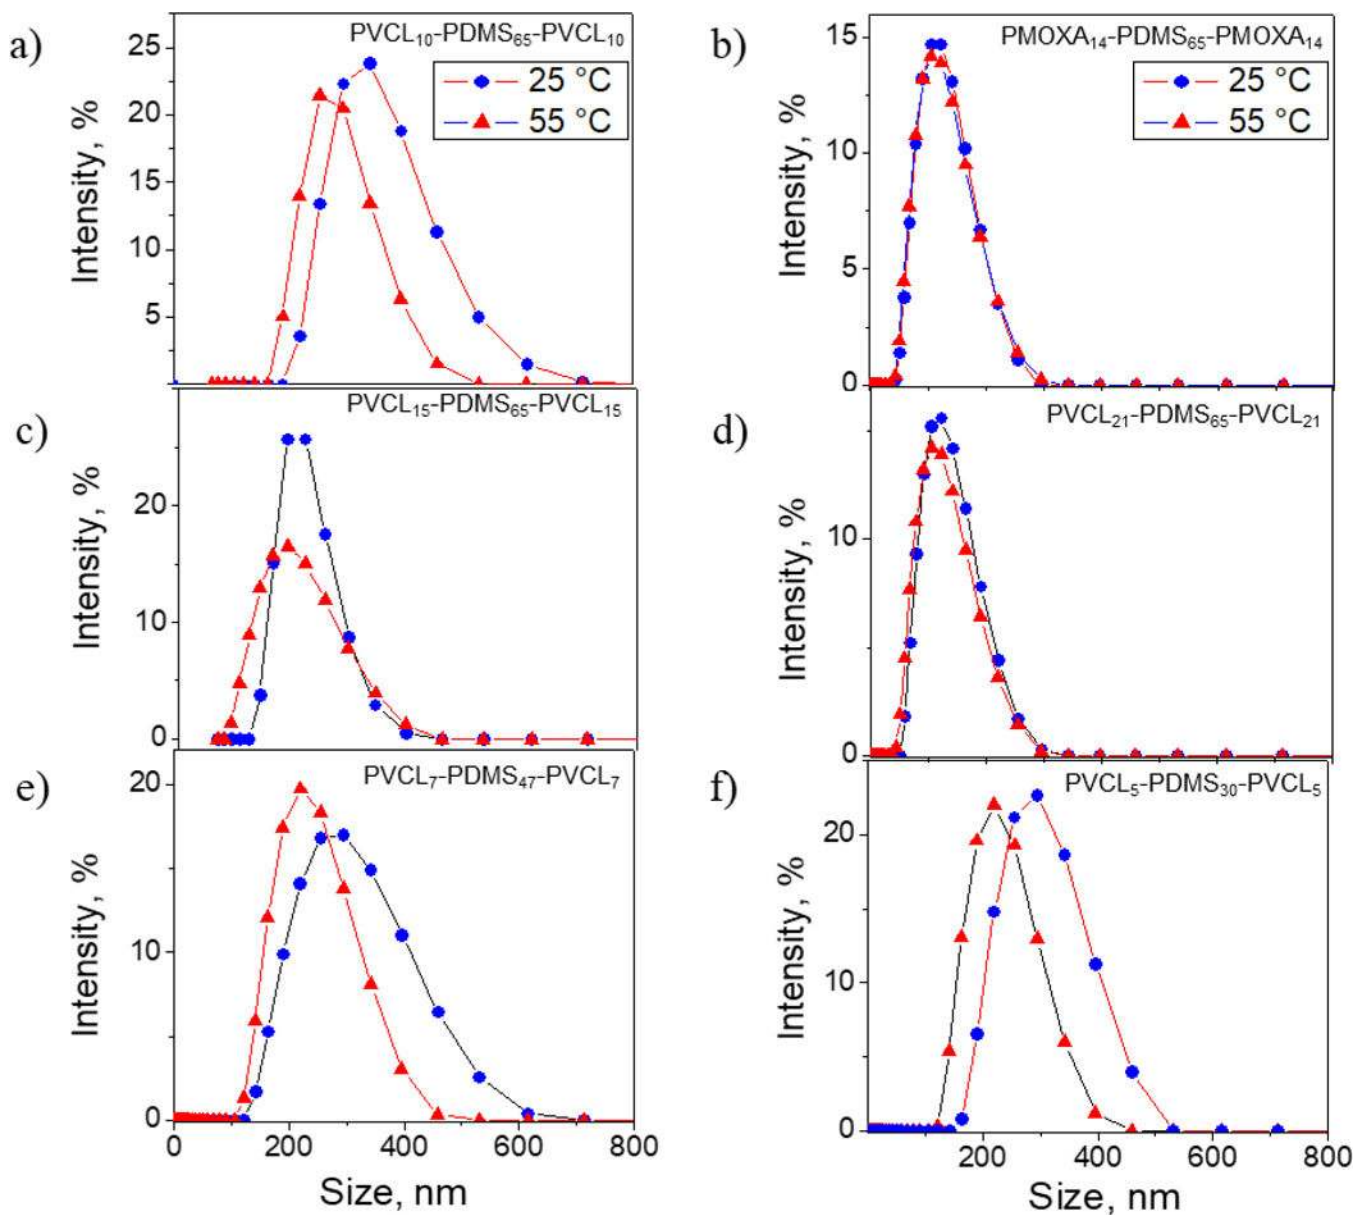 a)
PVCL₁₀-PDMS₆₅-PVCL₁₀
25 °C
55 °C
Intensity, %
25
20
15
10
5
b)
PMOXA₁₄-PDMS₆₅-PMOXA₁₄
25 °C
55 °C
Intensity, %
15
10
5
0
c)
PVCL₁₅-PDMS₆₅-PVCL₁₅
Intensity, %
20
10
0
d)
PVCL₂₁-PDMS₆₅-PVCL₂₁
Intensity, %
10
0
e)
PVCL₇-PDMS₄₇-PVCL₇
Intensity, %
20
10
0
0 200 400 600 800
Size, nm
f)
PVCL₅-PDMS₃₀-PVCL₅
Intensity, %
20
10
0
200 400 600 800
Size, nm